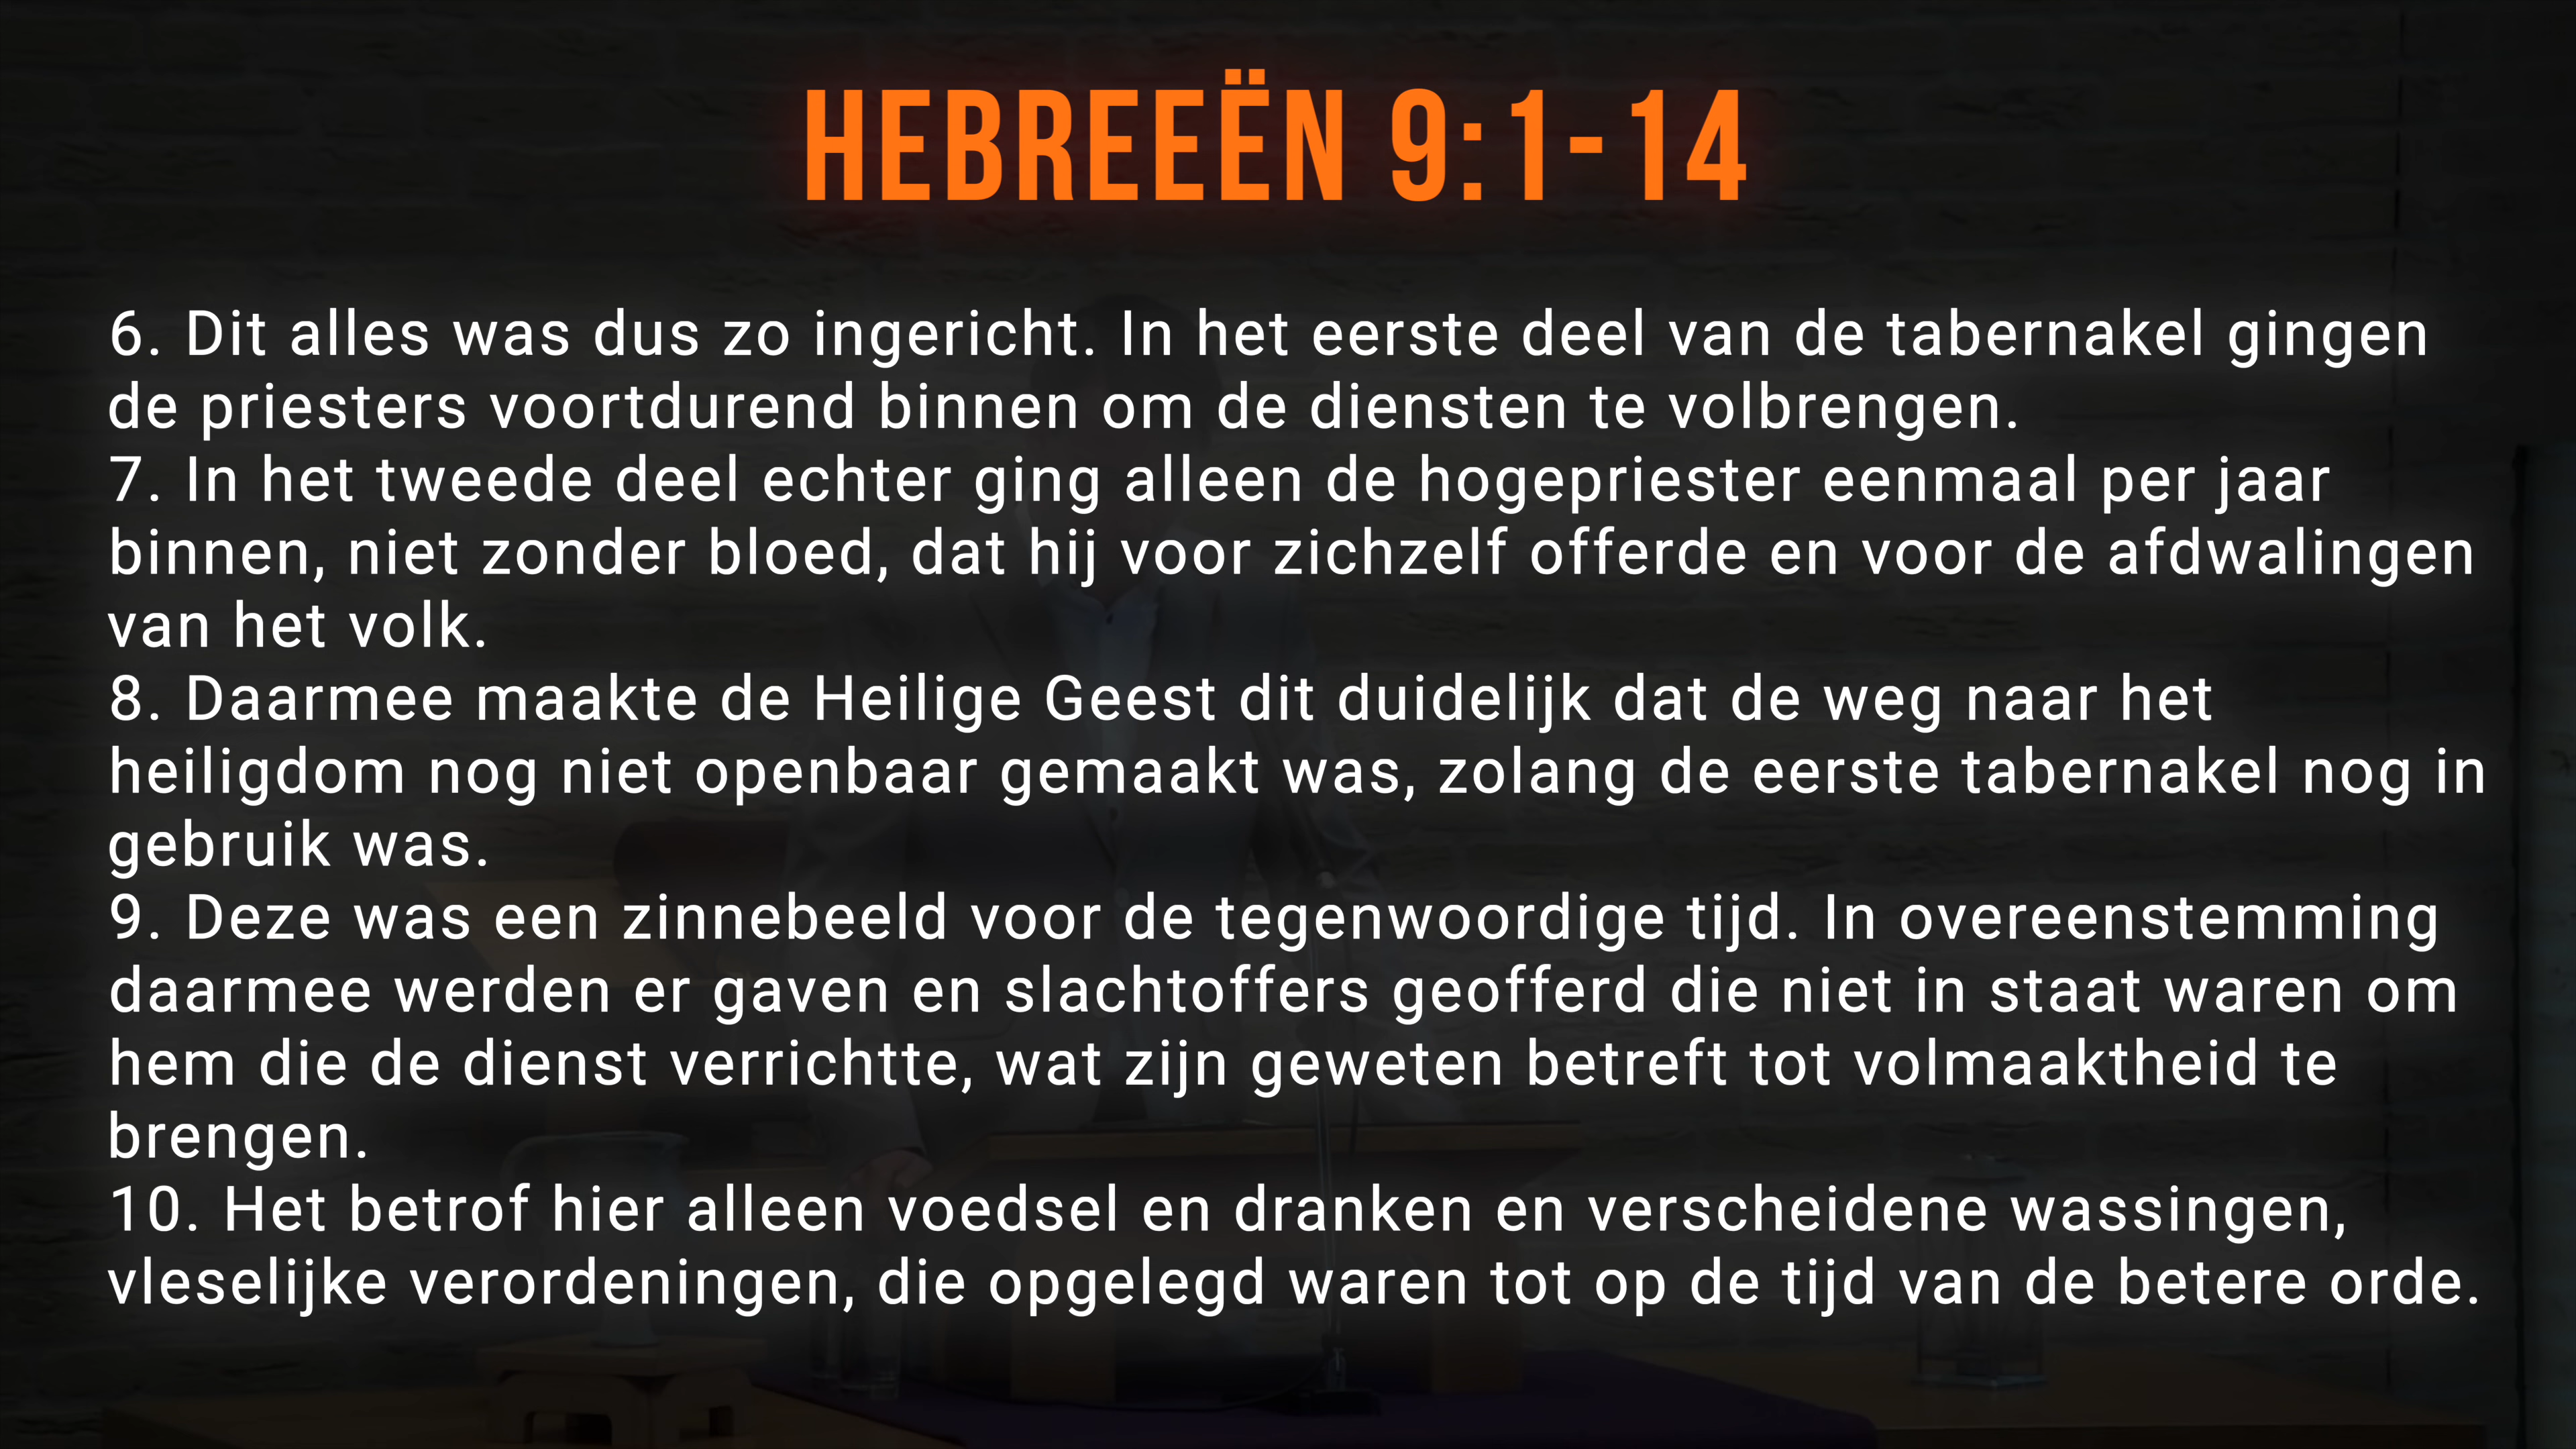 HEBREEËN 9:1-14
6. Dit alles was dus zo ingericht. In het eerste deel van de tabernakel gingen
de priesters voortdurend binnen om de diensten te volbrengen.
7. In het tweede deel echter ging alleen de hogepriester eenmaal per jaar
binnen, niet zonder bloed, dat hij voor zichzelf offerde en voor de afdwalingen
van het volk.
8. Daarmee maakte de Heilige Geest dit duidelijk dat de weg naar het
heiligdom nog niet openbaar gemaakt was, zolang de eerste tabernakel nog in
gebruik was.
9. Deze was een zinnebeeld voor de tegenwoordige tijd. In overeenstemming
daarmee werden er gaven en slachtoffers geofferd die niet in staat waren om
hem die de dienst verrichtte, wat zijn geweten betreft tot volmaaktheid te
brengen.
10. Het betrof hier alleen voedsel en dranken en verscheidene wassingen,
vleselijke verordeningen, die opgelegd waren tot op de tijd van de betere orde.